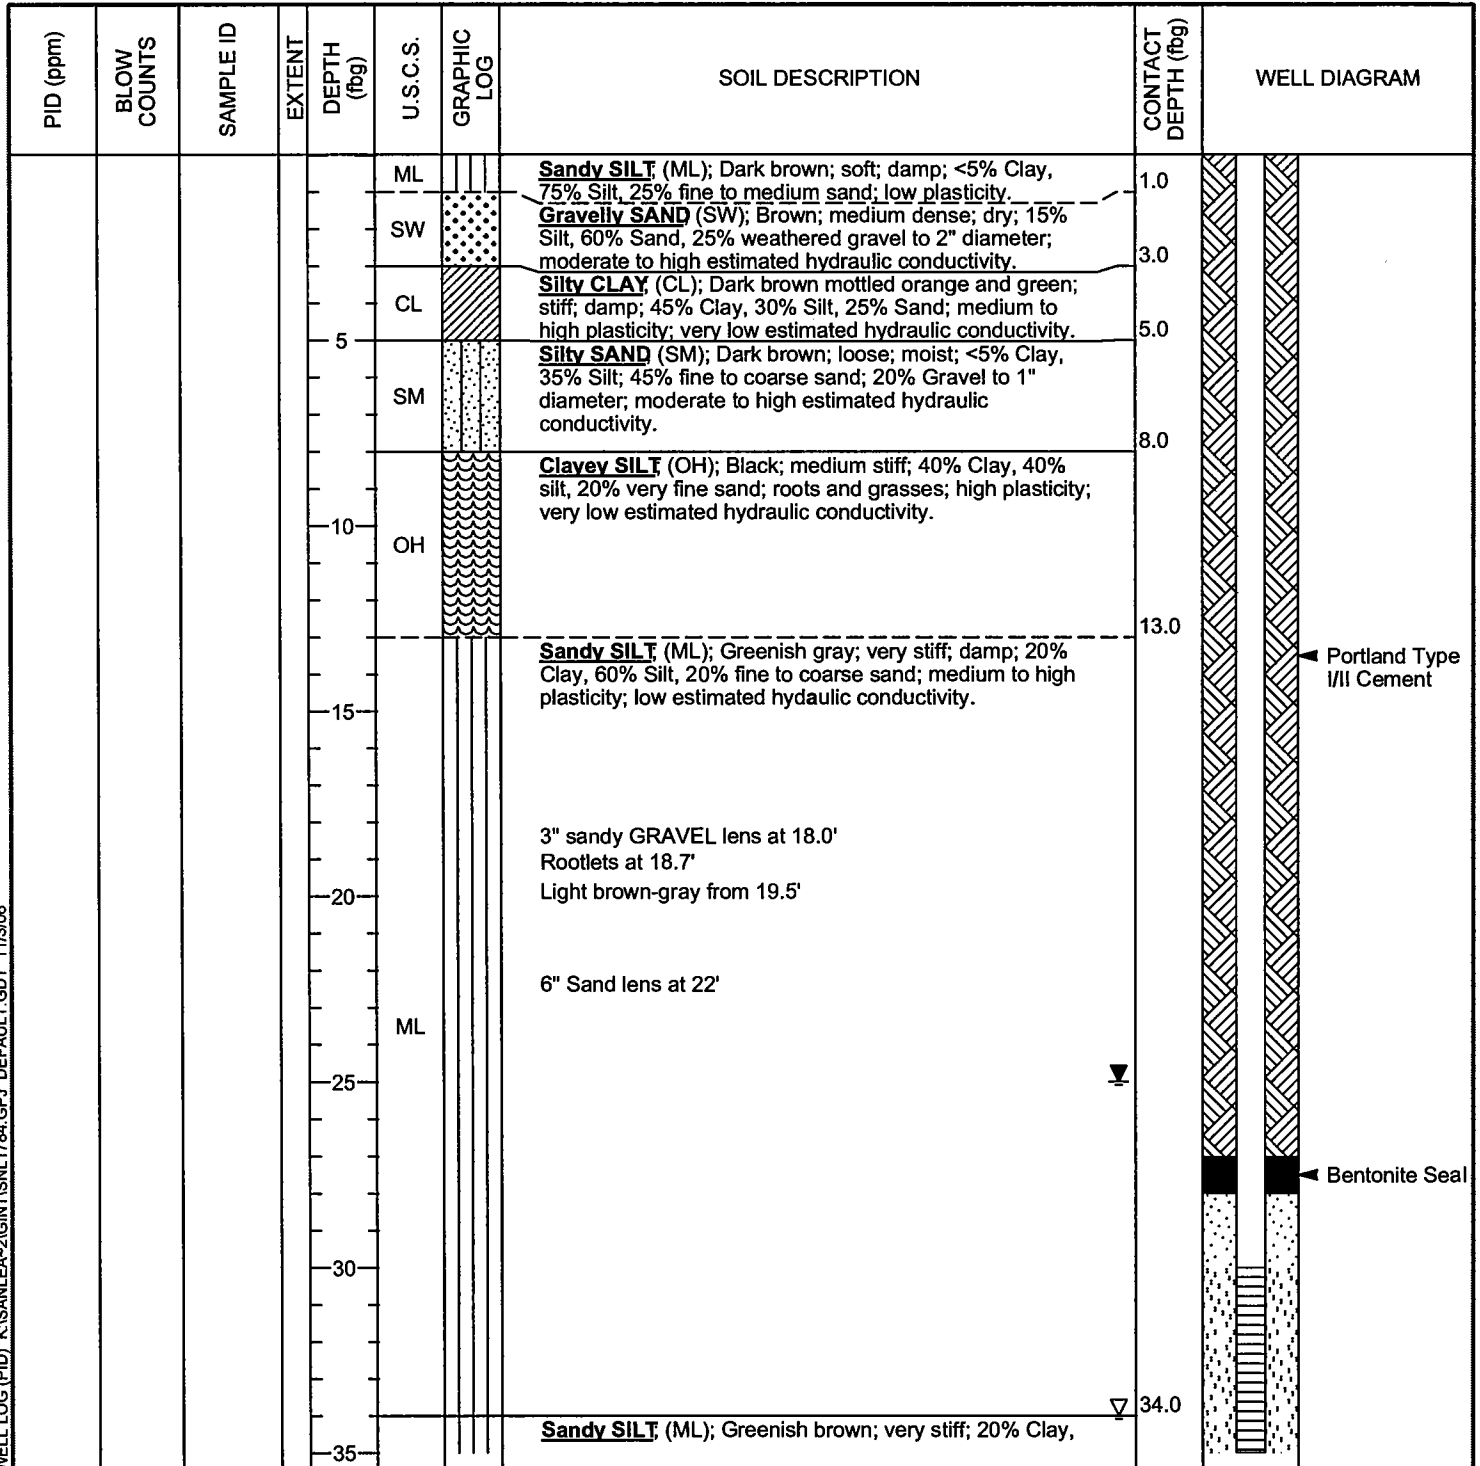 PID (ppm)
BLOW
COUNTS
SAMPLE ID
EXTENT
DEPTH
(fbg)
U.S.C.S.
GRAPHIC
LOG
SOIL DESCRIPTION
CONTACT
DEPTH (fbg)
WELL DIAGRAM
ML
Sandy SILT; (ML); Dark brown; soft; damp; <5% Clay,
75% Silt, 25% fine to medium sand; low plasticity.
1.0
SW
Gravelly SAND (SW); Brown; medium dense; dry; 15%
Silt, 60% Sand, 25% weathered gravel to 2" diameter;
moderate to high estimated hydraulic conductivity.
3.0
CL
Silty CLAY, (CL); Dark brown mottled orange and green;
stiff; damp; 45% Clay, 30% Silt, 25% Sand; medium to
high plasticity; very low estimated hydraulic conductivity.
5.0
5
SM
Silty SAND (SM); Dark brown; loose; moist; <5% Clay,
35% Silt; 45% fine to coarse sand; 20% Gravel to 1"
diameter; moderate to high estimated hydraulic
conductivity.
8.0
Clayey SILT, (OH); Black; medium stiff; 40% Clay, 40%
silt, 20% very fine sand; roots and grasses; high plasticity;
very low estimated hydraulic conductivity.
10
OH
13.0
Sandy SILT; (ML); Greenish gray; very stiff; damp; 20%
Clay, 60% Silt, 20% fine to coarse sand; medium to high
plasticity; low estimated hydaulic conductivity.
Portland Type
I/II Cement
15
3" sandy GRAVEL lens at 18.0'
Rootlets at 18.7'
Light brown-gray from 19.5'
20
6" Sand lens at 22'
ML
25
Bentonite Seal
30
34.0
Sandy SILT; (ML); Greenish brown; very stiff; 20% Clay,
35
WELL LOG (PID) K:\SANLEA~2\GINT\SNL1784.GPJ DEFAULT.GDT